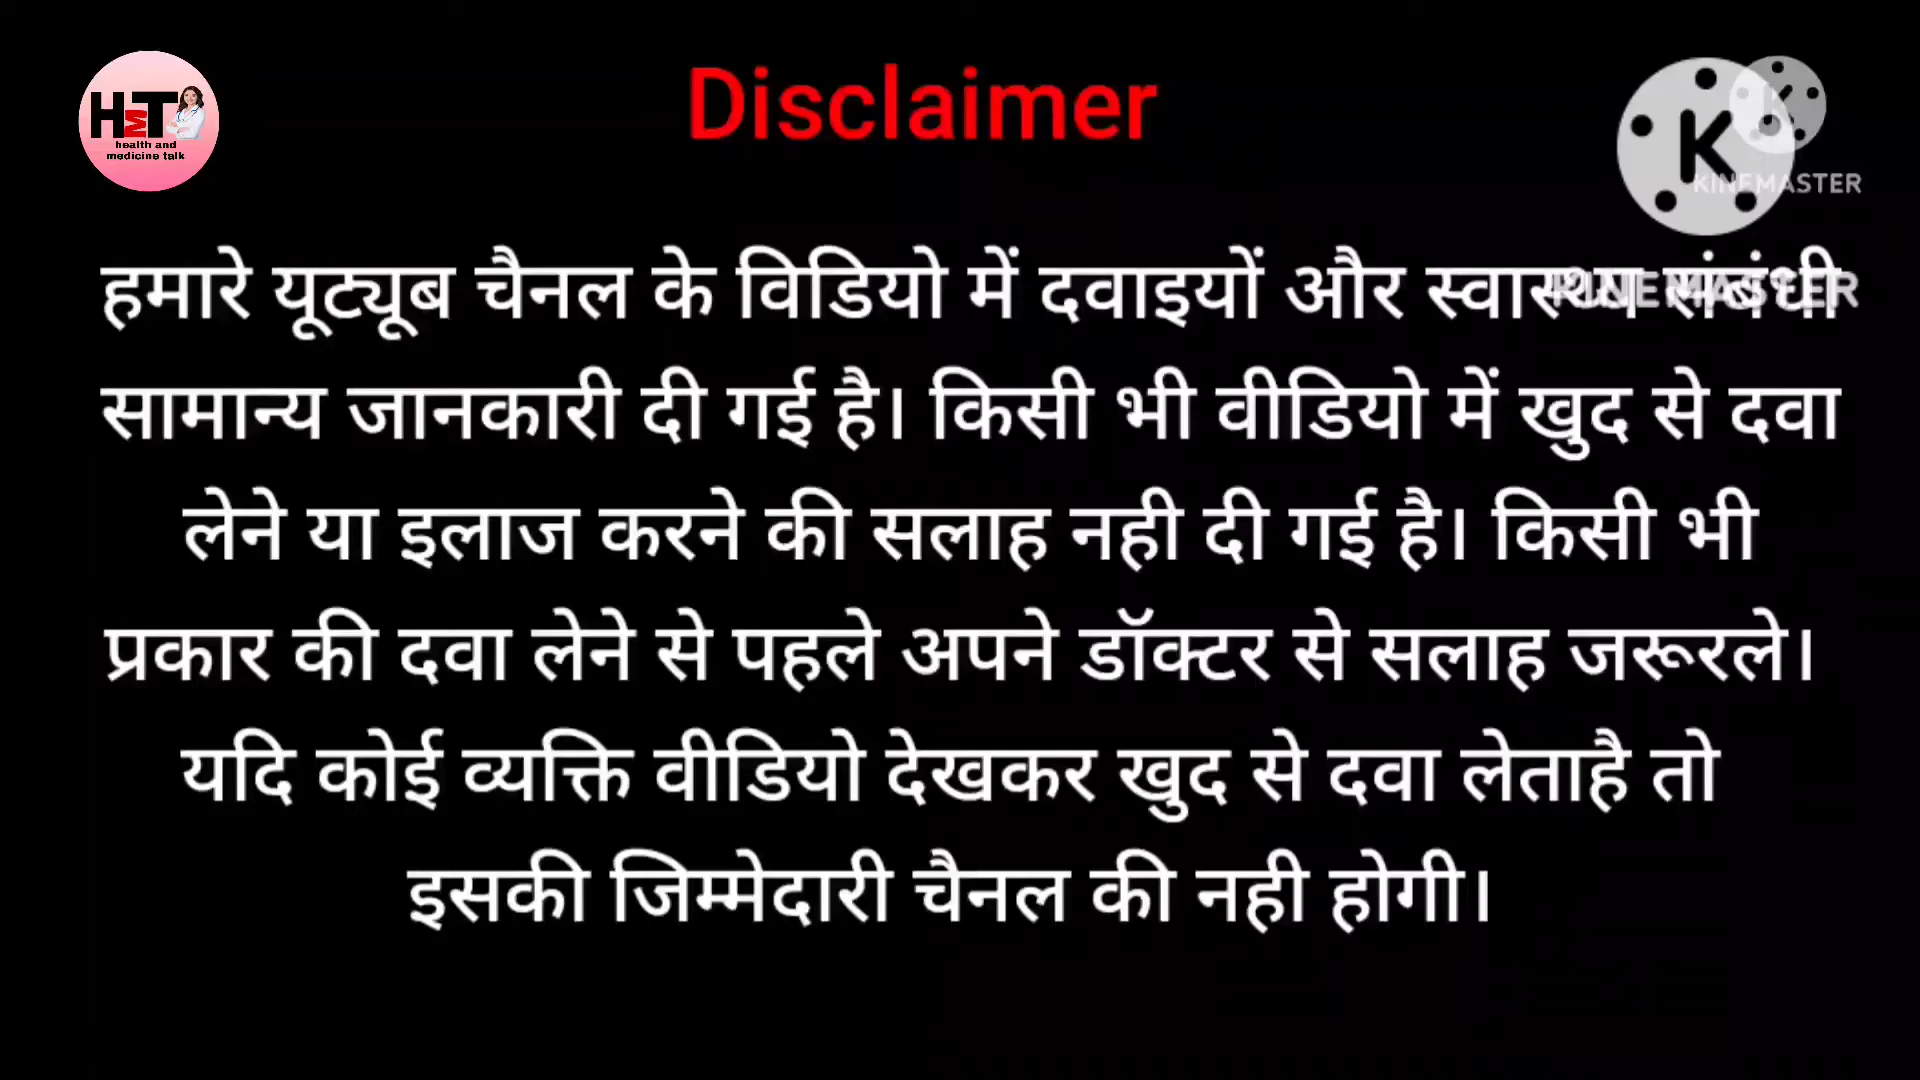 Disclaimer
HMT
health and
medicine talk
K
K
KINEMASTER
KINEMASTER
हमारे यूट्यूब चैनल के विडियो में दवाइयों और स्वास्थ्य संबंधी
सामान्य जानकारी दी गई है। किसी भी वीडियो में खुद से दवा
लेने या इलाज करने की सलाह नही दी गई है। किसी भी
प्रकार की दवा लेने से पहले अपने डॉक्टर से सलाह जरूरले।
यदि कोई व्यक्ति वीडियो देखकर खुद से दवा लेताहै तो
इसकी जिम्मेदारी चैनल की नही होगी।